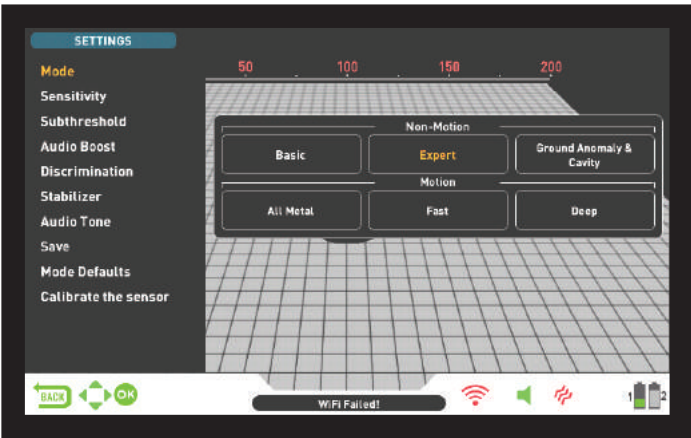 SETTINGS
Mode
Sensitivity
Subthreshold
Audio Boost
Discrimination
Stabilizer
Audio Tone
Save
Mode Defaults
Calibrate the sensor
50 100 150 200
Non-Motion
Basic Expert Ground Anomaly &
Cavity
Motion
All Metal Fast Deep
BACK OK
WiFi Failed!
1 2